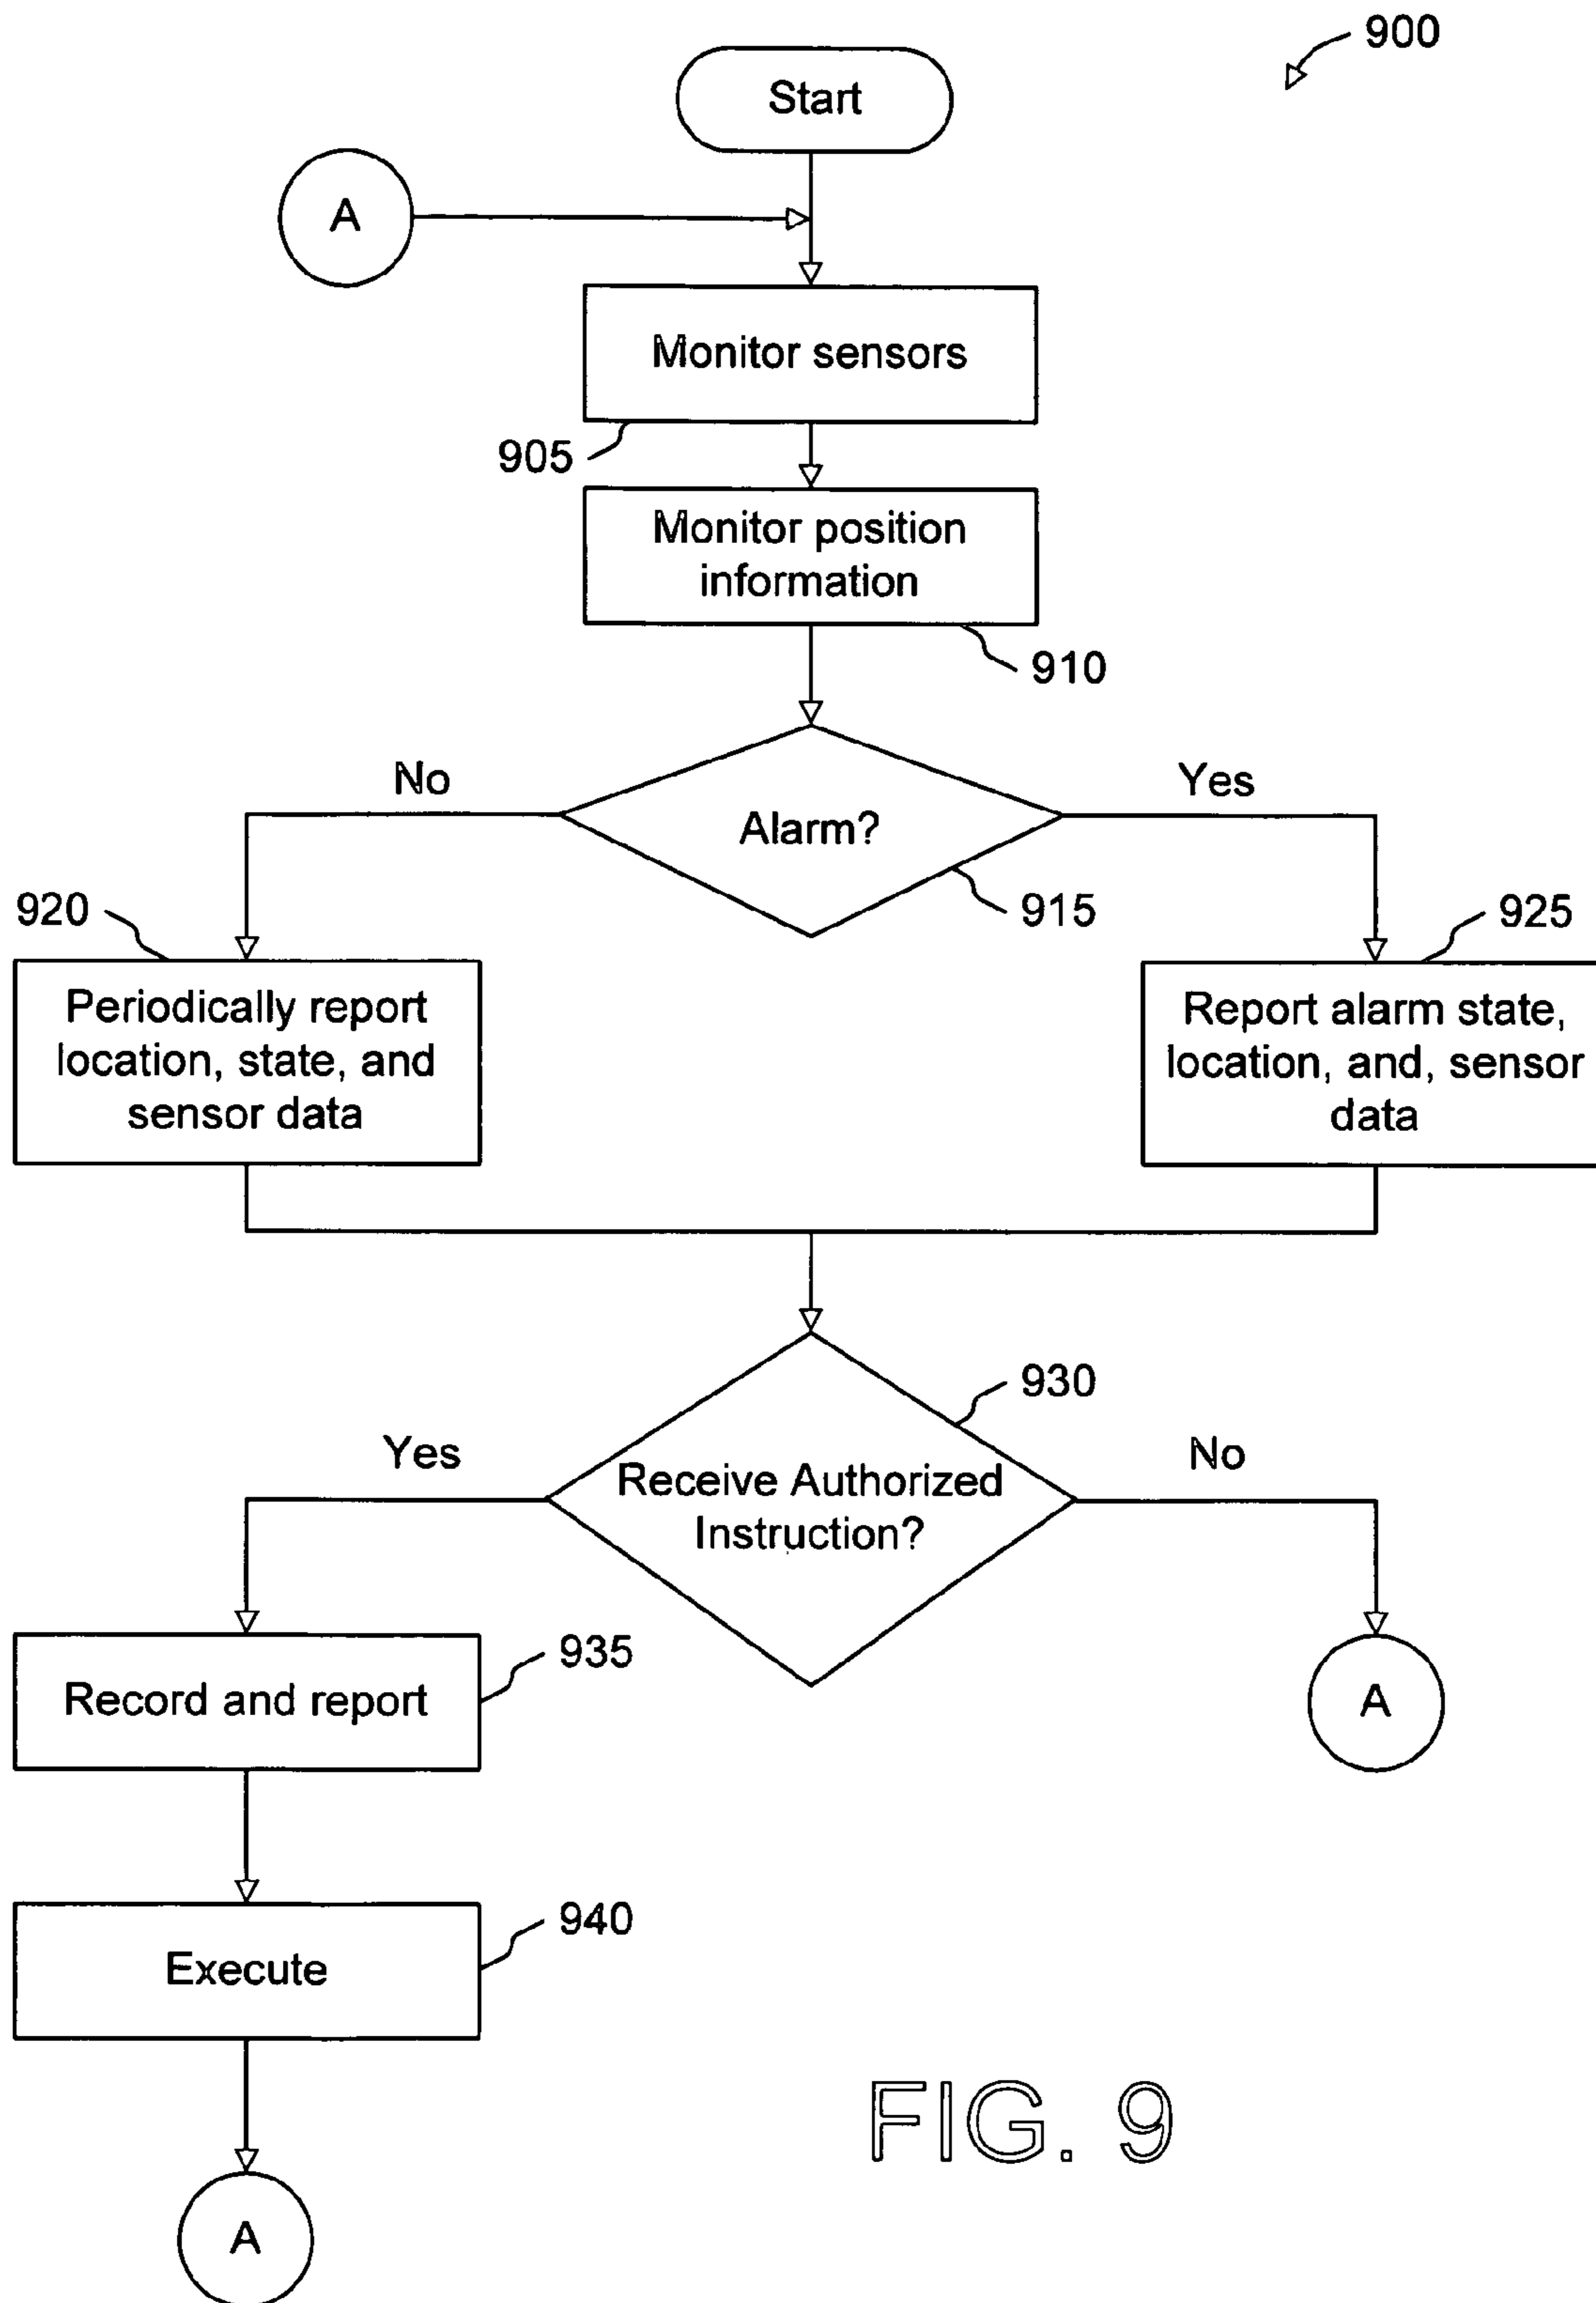 900
Start
A
Monitor sensors
905
Monitor position
information
910
No
Yes
Alarm?
915
920
925
Periodically report
location, state, and
sensor data
Report alarm state,
location, and, sensor
data
930
Yes
No
Receive Authorized
Instruction?
935
Record and report
A
940
Execute
FIG. 9
A